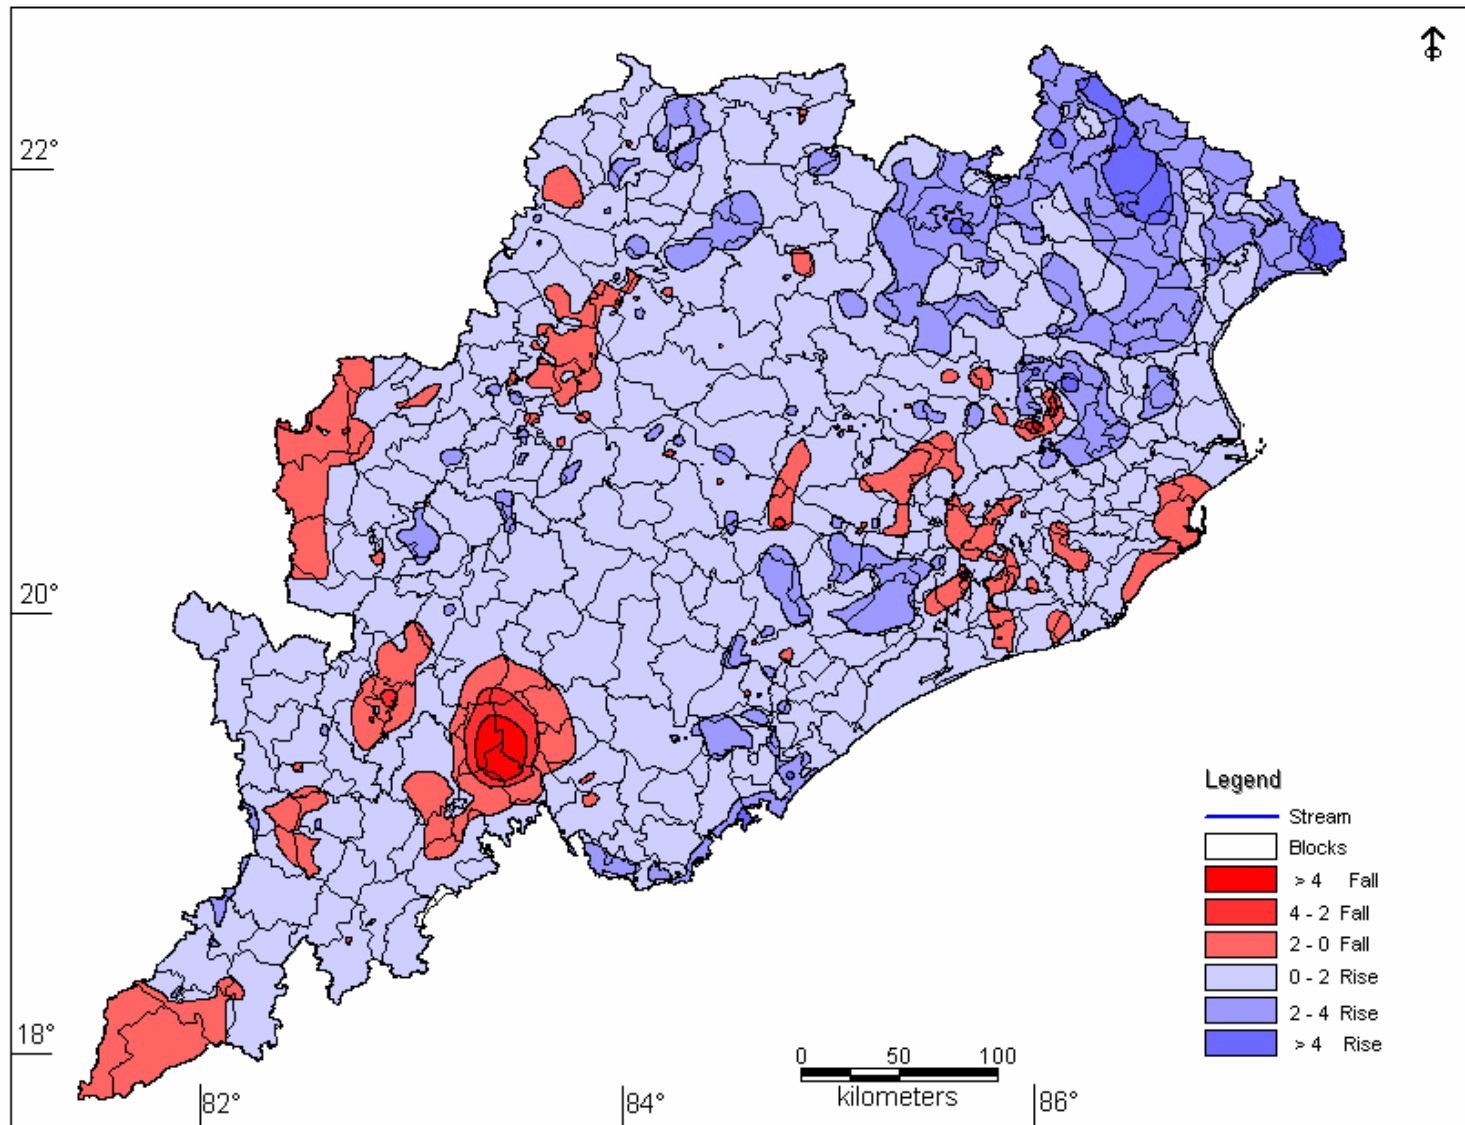 22°
20°
18°
82°
84°
86°
0 50 100
kilometers
Legend
Stream
Blocks
> 4 Fall
4 - 2 Fall
2 - 0 Fall
0 - 2 Rise
2 - 4 Rise
> 4 Rise